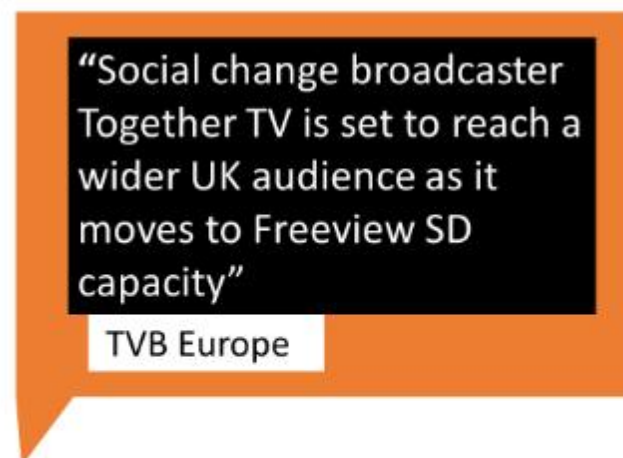 “Social change broadcaster
Together TV is set to reach a
wider UK audience as it
moves to Freeview SD
capacity”
TVB Europe